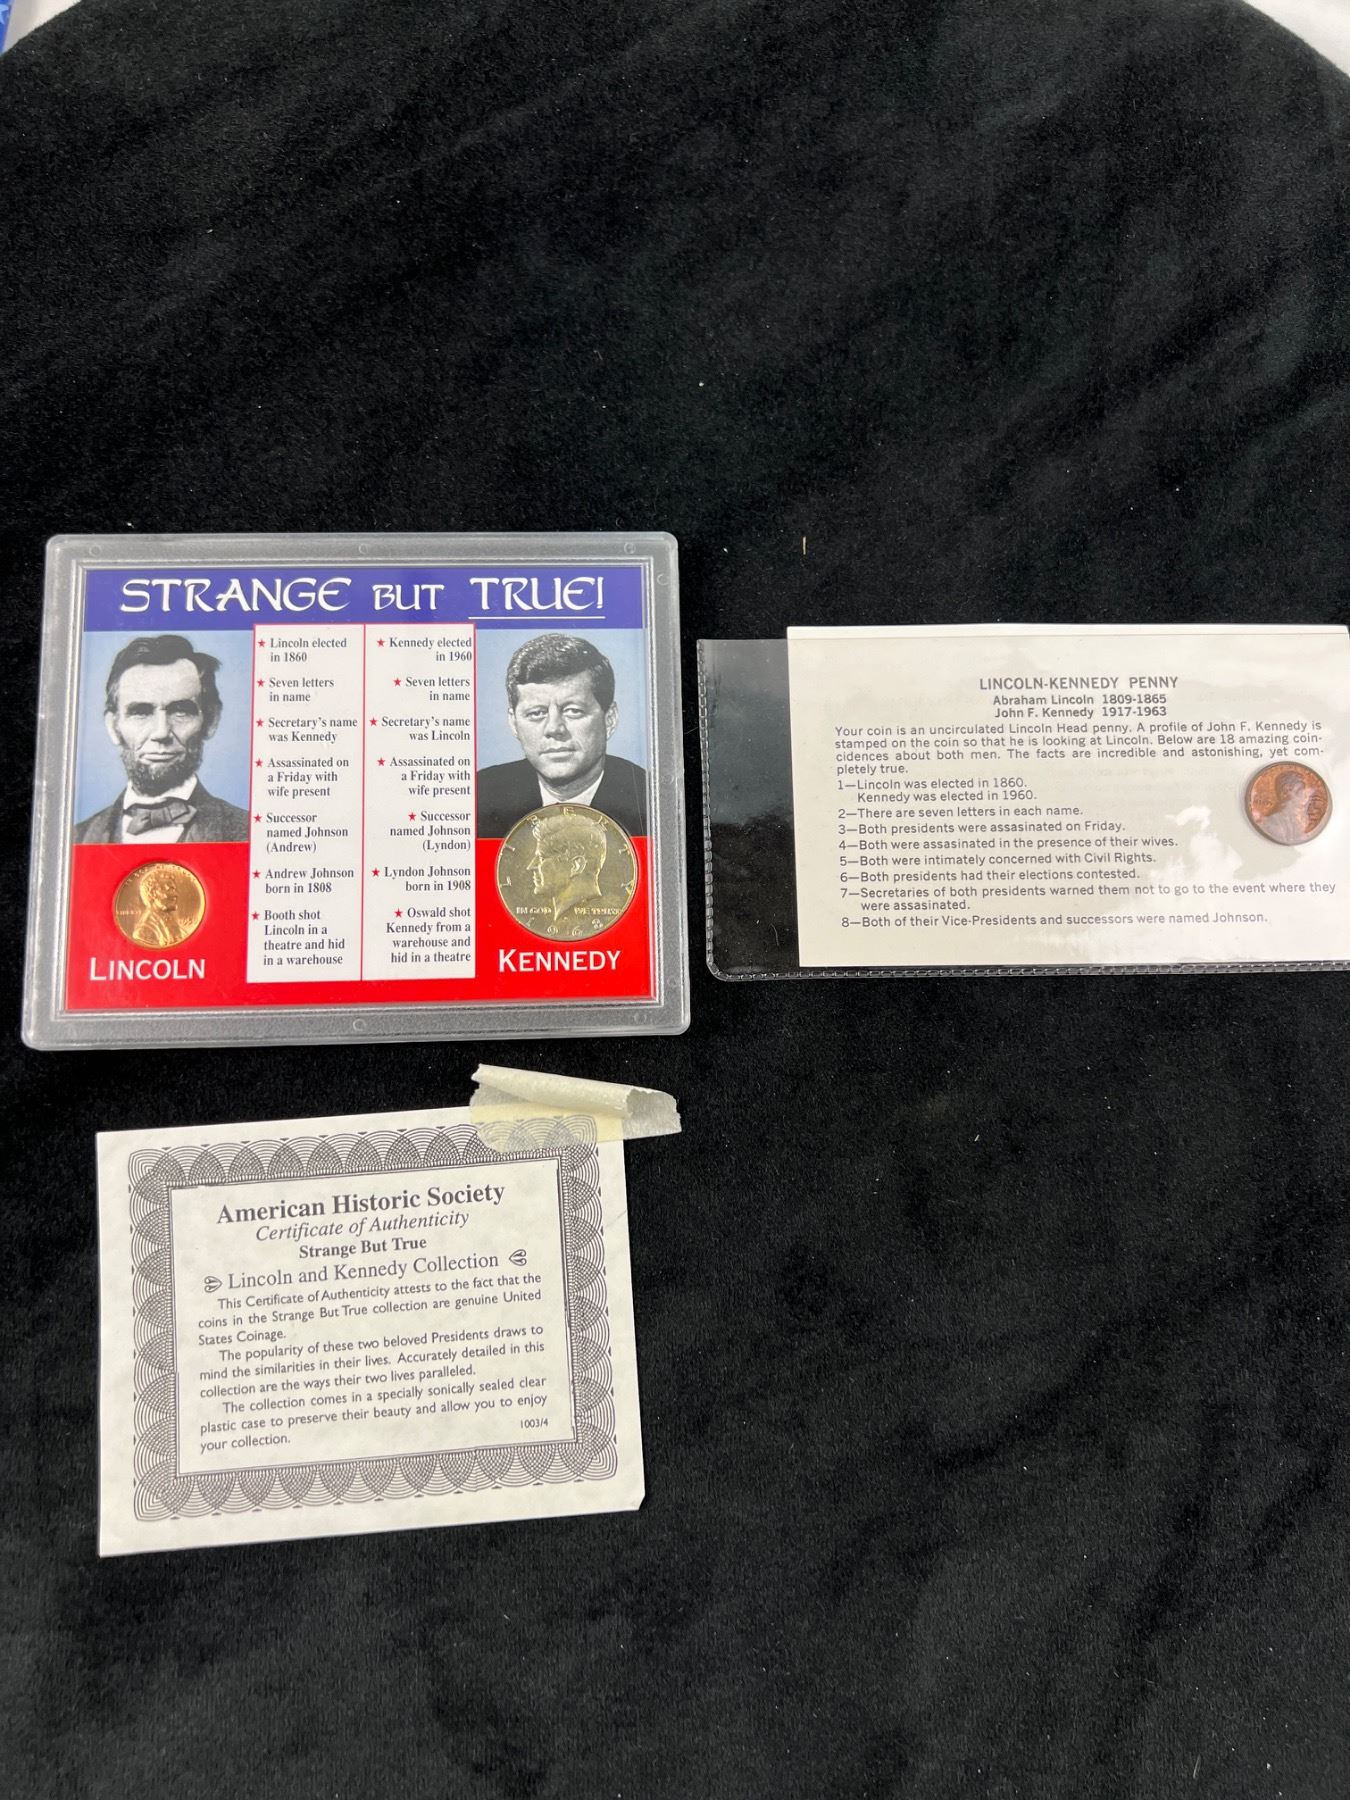 STRANGE BUT TRUE!
★ Lincoln elected
in 1860
★ Seven letters
in name
★ Secretary's name
was Kennedy
★ Assassinated on
a Friday with
wife present
★ Successor
named Johnson
(Andrew)
★ Andrew Johnson
born in 1808
★ Booth shot
Lincoln in a
theatre and hid
in a warehouse
★ Kennedy elected
in 1960
★ Seven letters
in name
★ Secretary's name
was Lincoln
★ Assassinated on
a Friday with
wife present
★ Successor
named Johnson
(Lyndon)
★ Lyndon Johnson
born in 1908
★ Oswald shot
Kennedy from a
warehouse and
hid in a theatre
LINCOLN
LIBERTY
IN GOD WE TRUST
1968
KENNEDY
LINCOLN-KENNEDY PENNY
Abraham Lincoln 1809-1865
John F. Kennedy 1917-1963
Your coin is an uncirculated Lincoln Head penny. A profile of John F. Kennedy is
stamped on the coin so that he is looking at Lincoln. Below are 18 amazing coin-
cidences about both men. The facts are incredible and astonishing, yet com-
pletely true.
1—Lincoln was elected in 1860.
Kennedy was elected in 1960.
2—There are seven letters in each name.
3—Both presidents were assasinated on Friday.
4—Both were assasinated in the presence of their wives.
5—Both were intimately concerned with Civil Rights.
6—Both presidents had their elections contested.
7—Secretaries of both presidents warned them not to go to the event where they
were assasinated.
8—Both of their Vice-Presidents and successors were named Johnson.
American Historic Society
Certificate of Authenticity
Strange But True
Lincoln and Kennedy Collection
This Certificate of Authenticity attests to the fact that the
coins in the Strange But True collection are genuine United
States Coinage.
The popularity of these two beloved Presidents draws to
mind the similarities in their lives. Accurately detailed in this
collection are the ways their two lives paralleled.
The collection comes in a specially sonically sealed clear
plastic case to preserve their beauty and allow you to enjoy
your collection.
1003/4